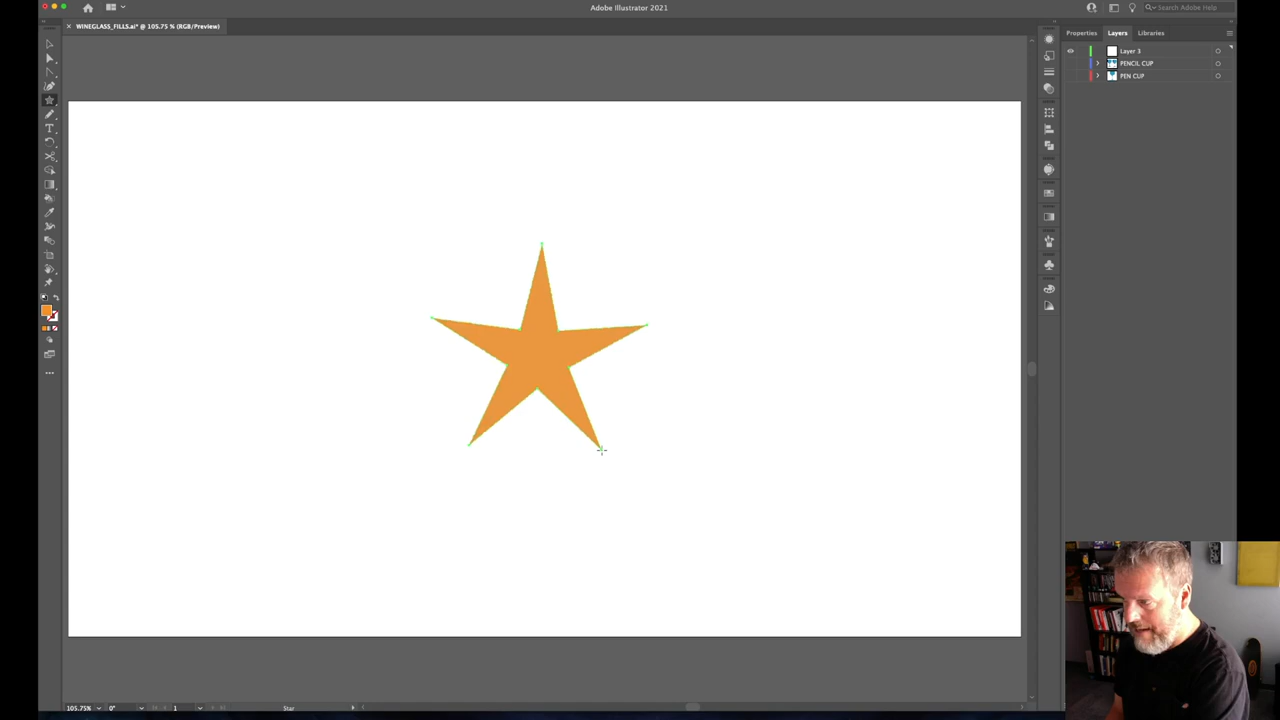 Adobe Illustrator 2021
Search Adobe Help
WINEGLASS_FILLS.ai* @ 105.75 % (RGB/Preview)
Properties Layers Libraries
Layer 3
PENCIL CUP
PEN CUP
105.75% 0° 1 Star